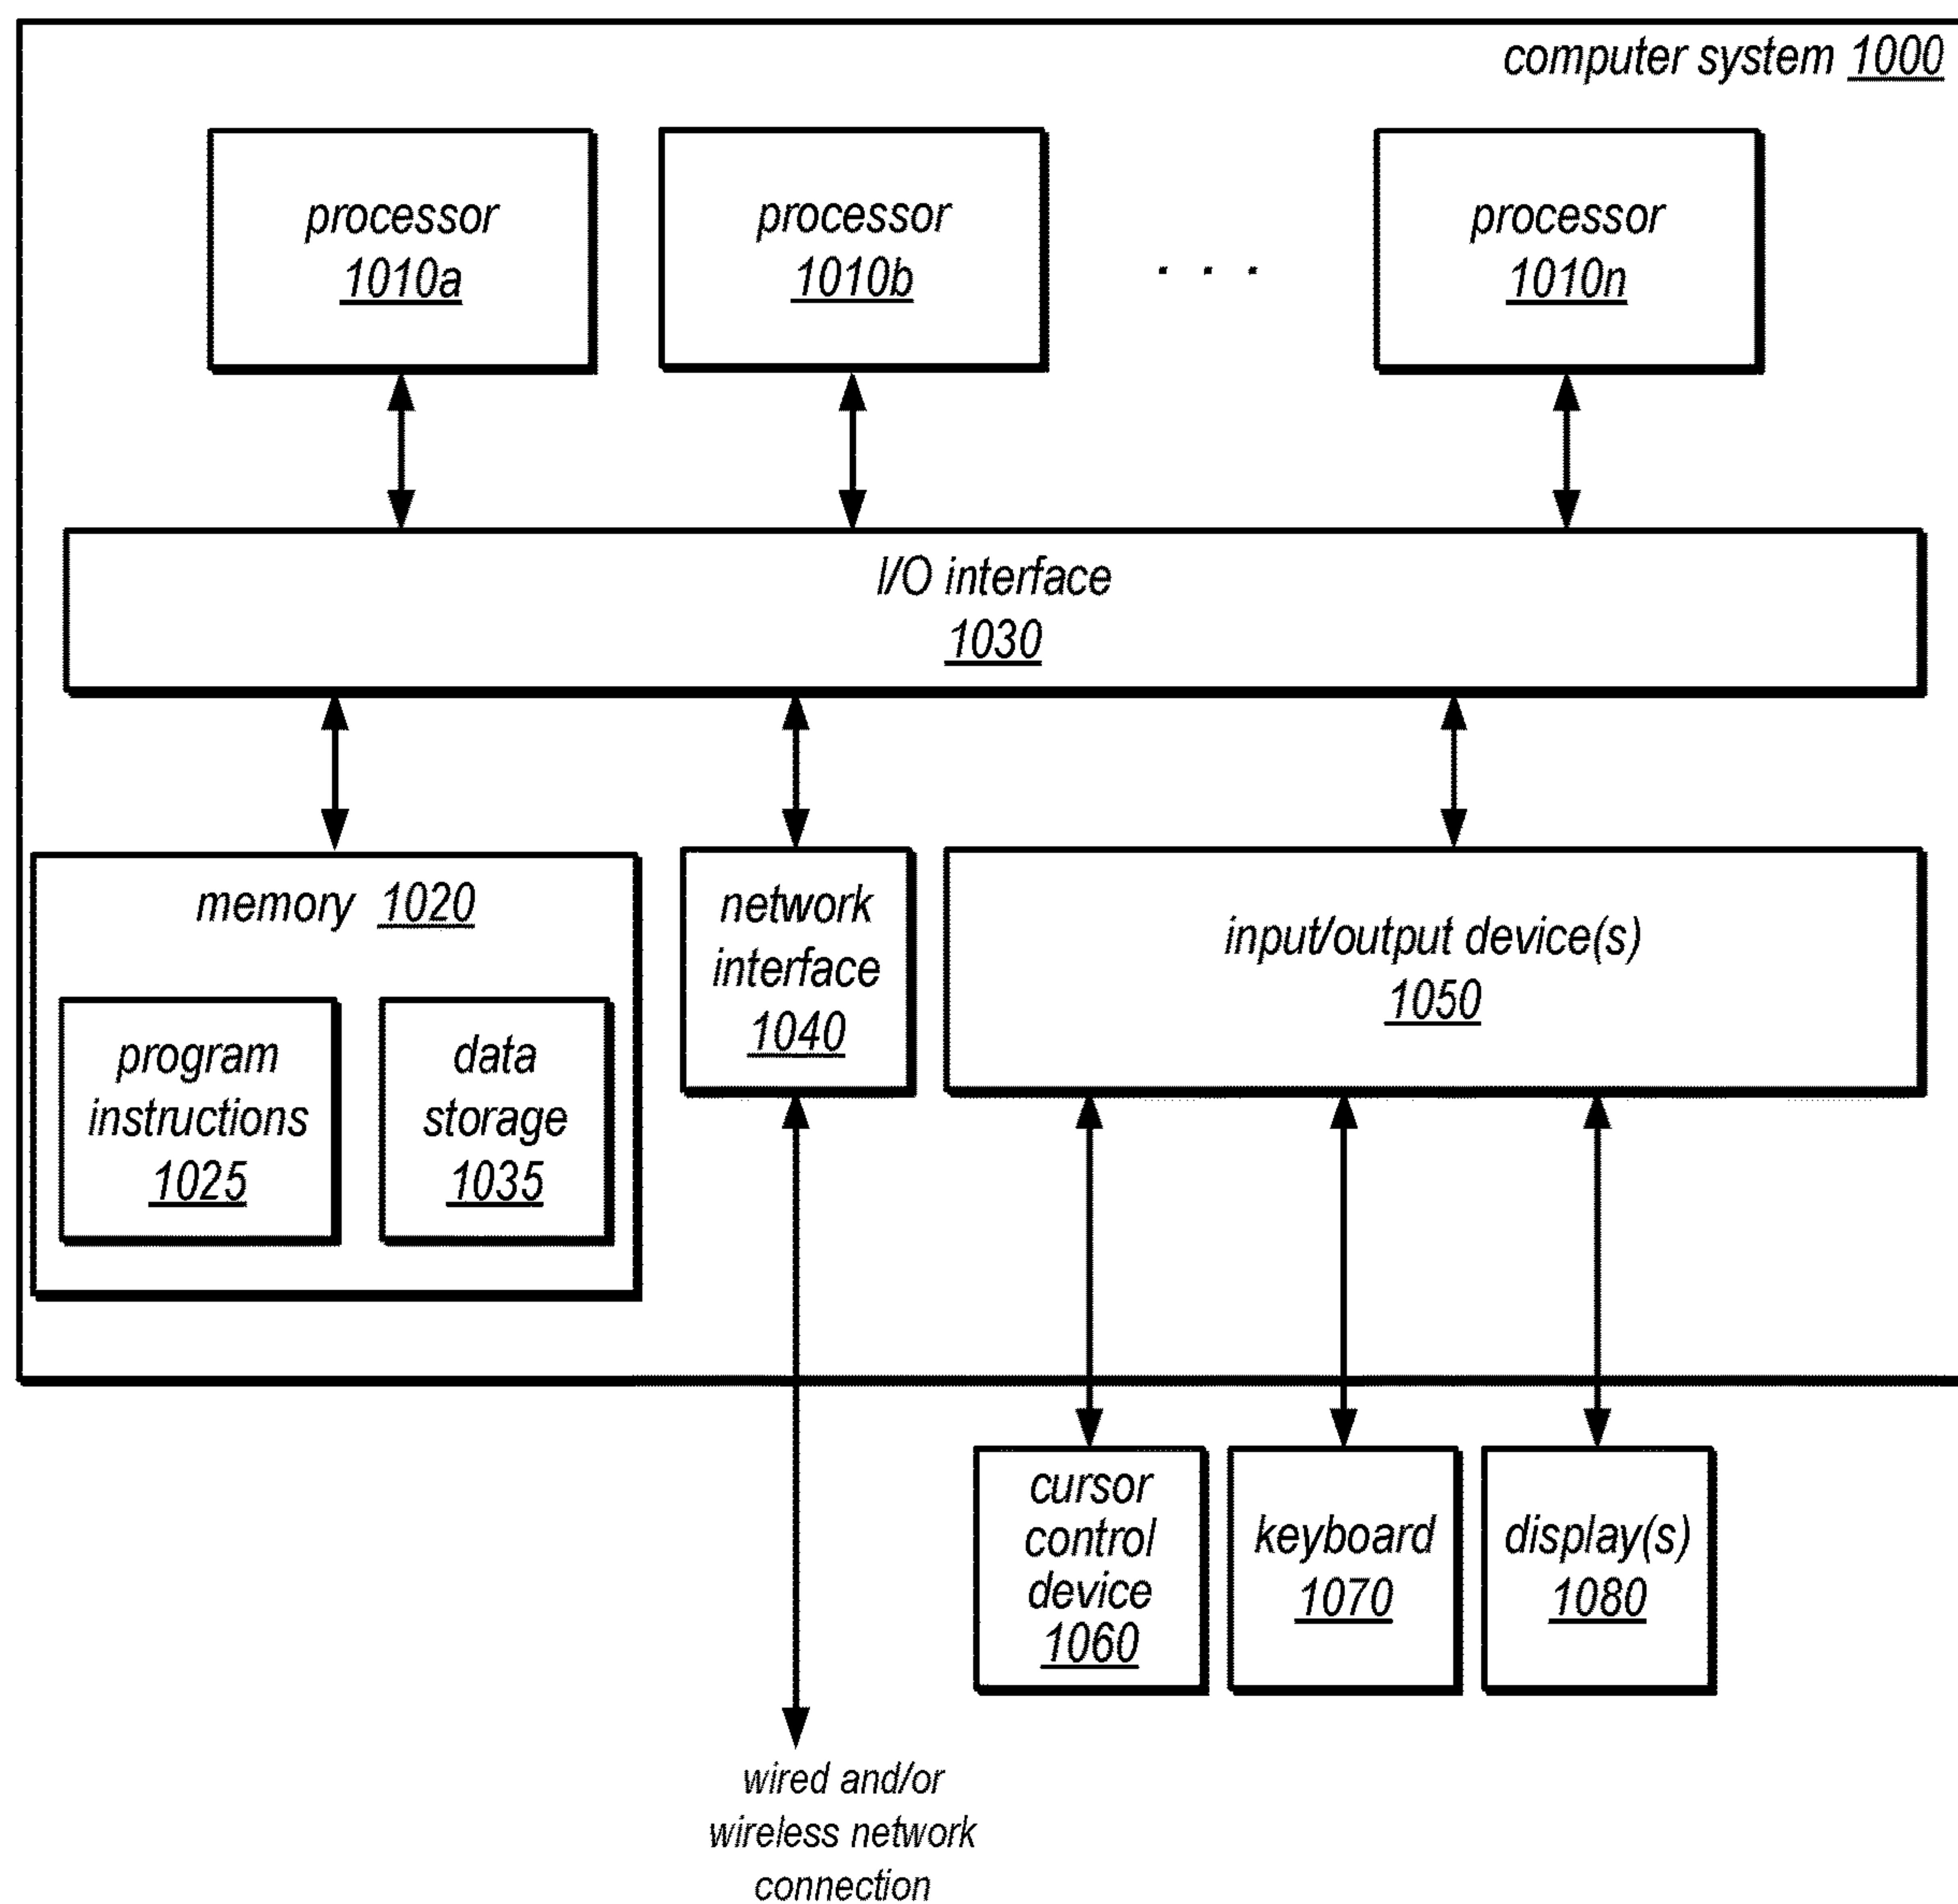 computer system 1000
processor
1010a
processor
1010b
. . .
processor
1010n
I/O interface
1030
memory 1020
program
instructions
1025
data
storage
1035
network
interface
1040
input/output device(s)
1050
cursor
control
device
1060
keyboard
1070
display(s)
1080
wired and/or
wireless network
connection